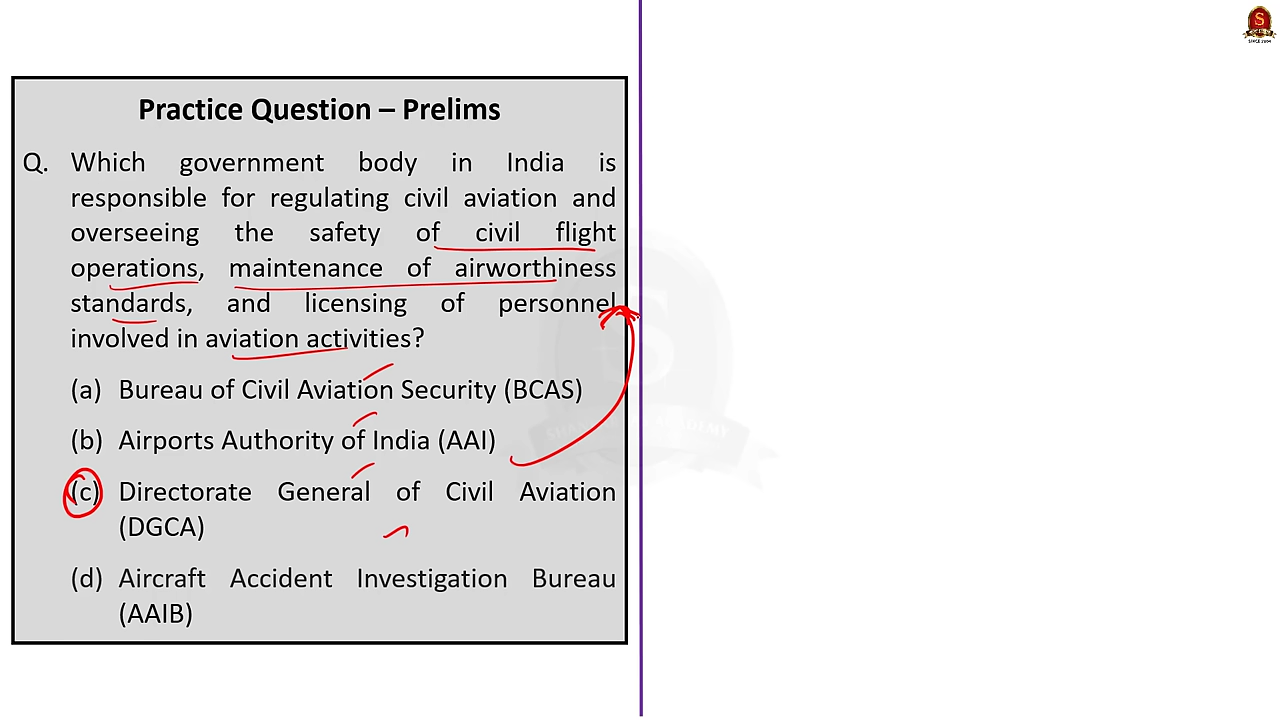 Practice Question – Prelims
Q. Which government body in India is
responsible for regulating civil aviation and
overseeing the safety of civil flight
operations, maintenance of airworthiness
standards, and licensing of personnel
involved in aviation activities?
(a) Bureau of Civil Aviation Security (BCAS)
(b) Airports Authority of India (AAI)
(c) Directorate General of Civil Aviation
(DGCA)
(d) Aircraft Accident Investigation Bureau
(AAIB)
S
SINCE 2004